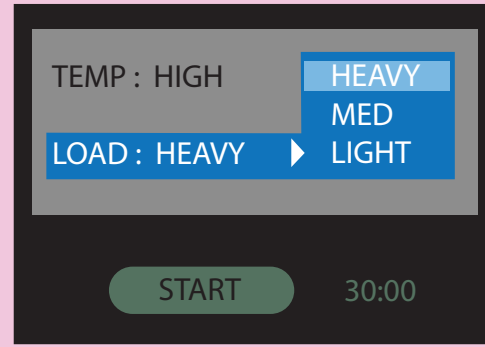 TEMP : HIGH
HEAVY
MED
LOAD : HEAVY
LIGHT
START
30:00